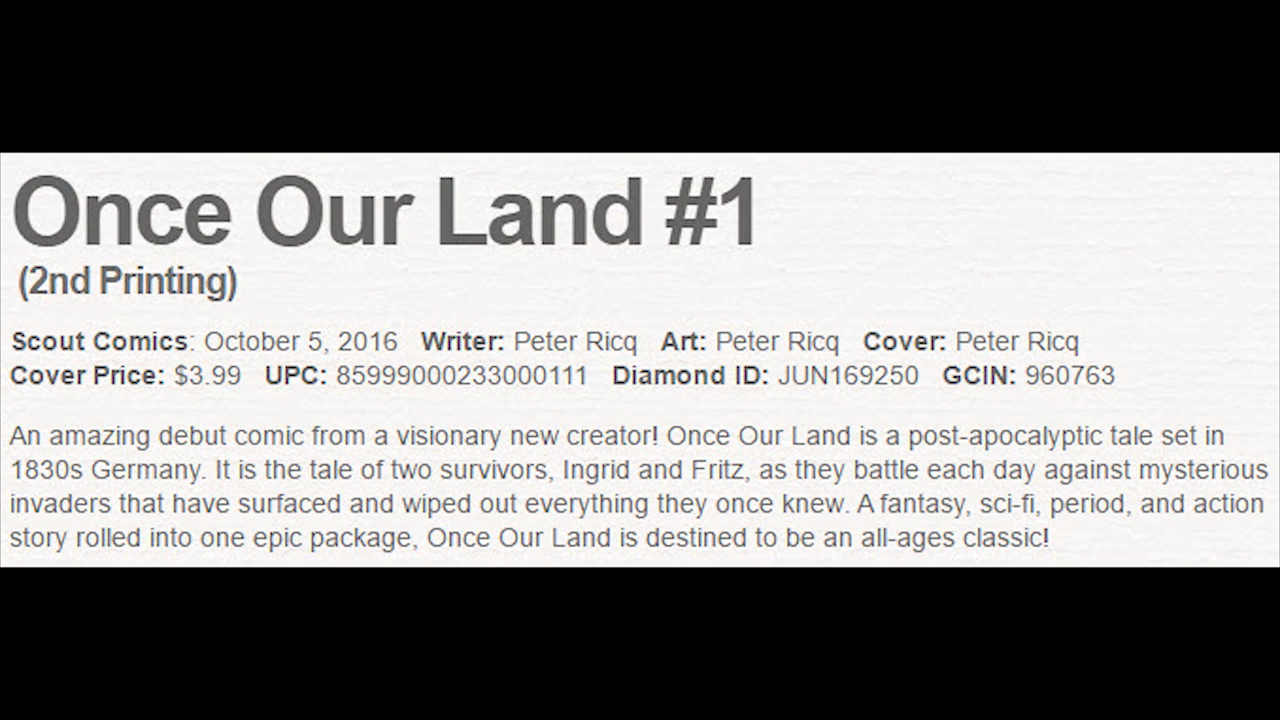 Once Our Land #1
(2nd Printing)
Scout Comics: October 5, 2016 Writer: Peter Ricq Art: Peter Ricq Cover: Peter Ricq
Cover Price: $3.99 UPC: 85999000233000111 Diamond ID: JUN169250 GCIN: 960763
An amazing debut comic from a visionary new creator! Once Our Land is a post-apocalyptic tale set in
1830s Germany. It is the tale of two survivors, Ingrid and Fritz, as they battle each day against mysterious
invaders that have surfaced and wiped out everything they once knew. A fantasy, sci-fi, period, and action
story rolled into one epic package, Once Our Land is destined to be an all-ages classic!